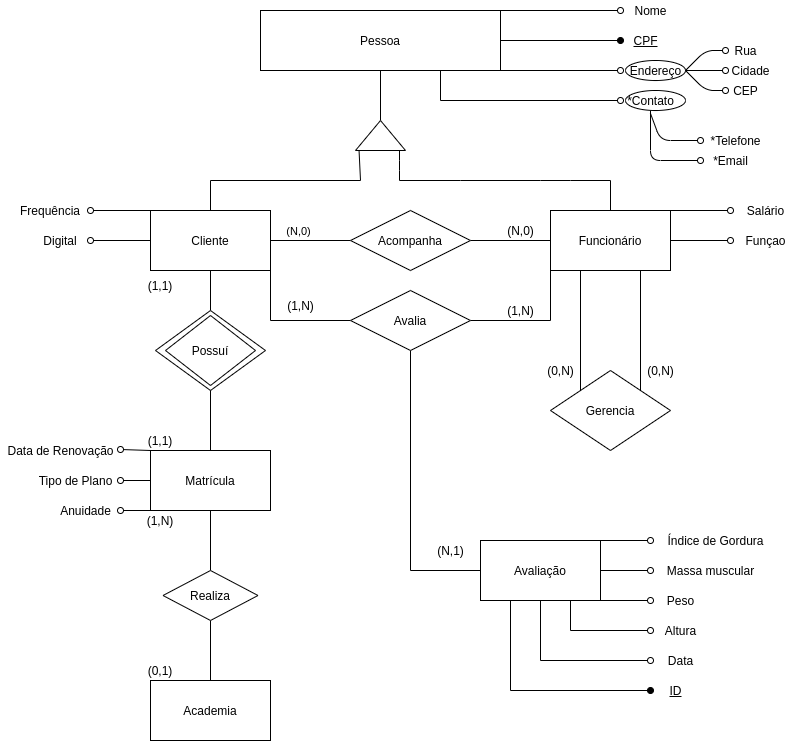 Nome
Pessoa
CPF
Rua
Endereço
Cidade
CEP
*Contato
*Telefone
*Email
Frequência
Salário
(N,0)
(N,0)
Digital
Cliente
Acompanha
Funcionário
Funçao
(1,1)
(1,N)
(1,N)
Avalia
Possuí
(0,N)
(0,N)
Gerencia
(1,1)
Data de Renovação
Tipo de Plano
Matrícula
Anuidade
(1,N)
Índice de Gordura
(N,1)
Avaliação
Massa muscular
Realiza
Peso
Altura
Data
(0,1)
ID
Academia